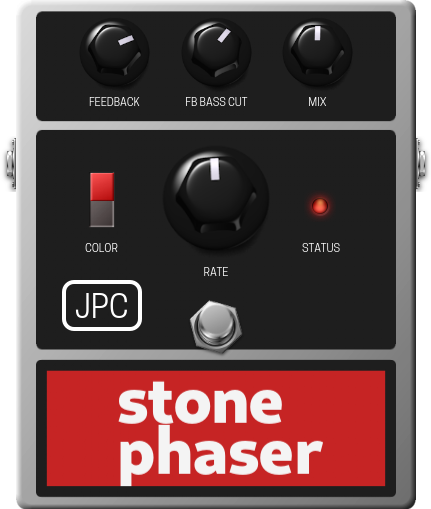 FEEDBACK FB BASS CUT MIX
COLOR STATUS
RATE
JPC
stone
phaser